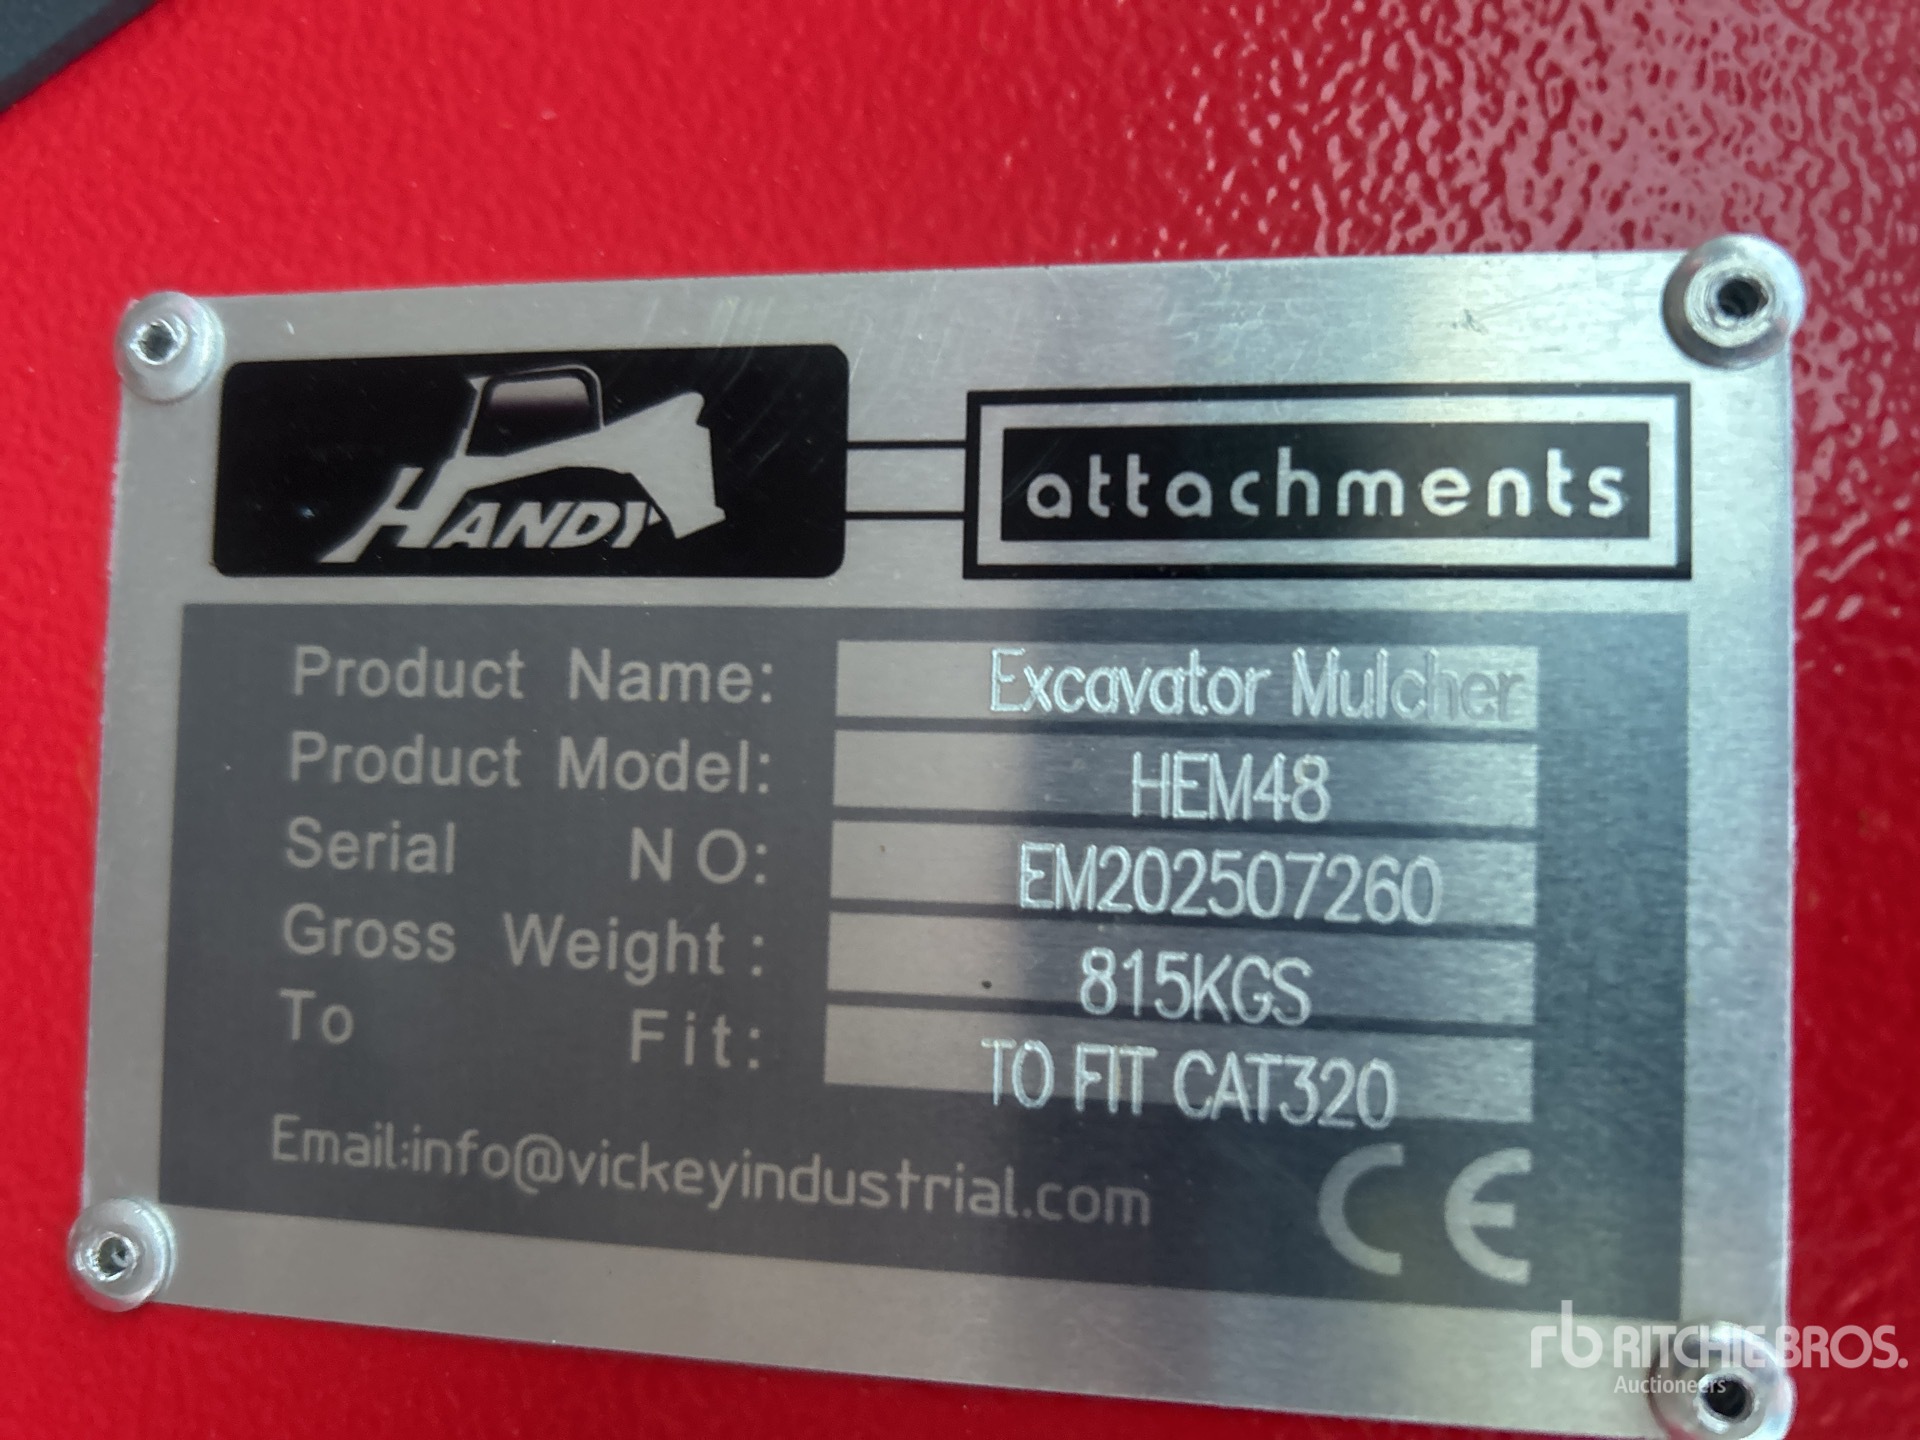 HANDY attachments
Product Name: Excavator Mulcher
Product Model: HEM48
Serial NO: EM202507260
Gross Weight: 815KGS
To Fit: TO FIT CAT320
Email:info@vickeyindustrial.com CE
rb RITCHIE BROS.
Auctioneers